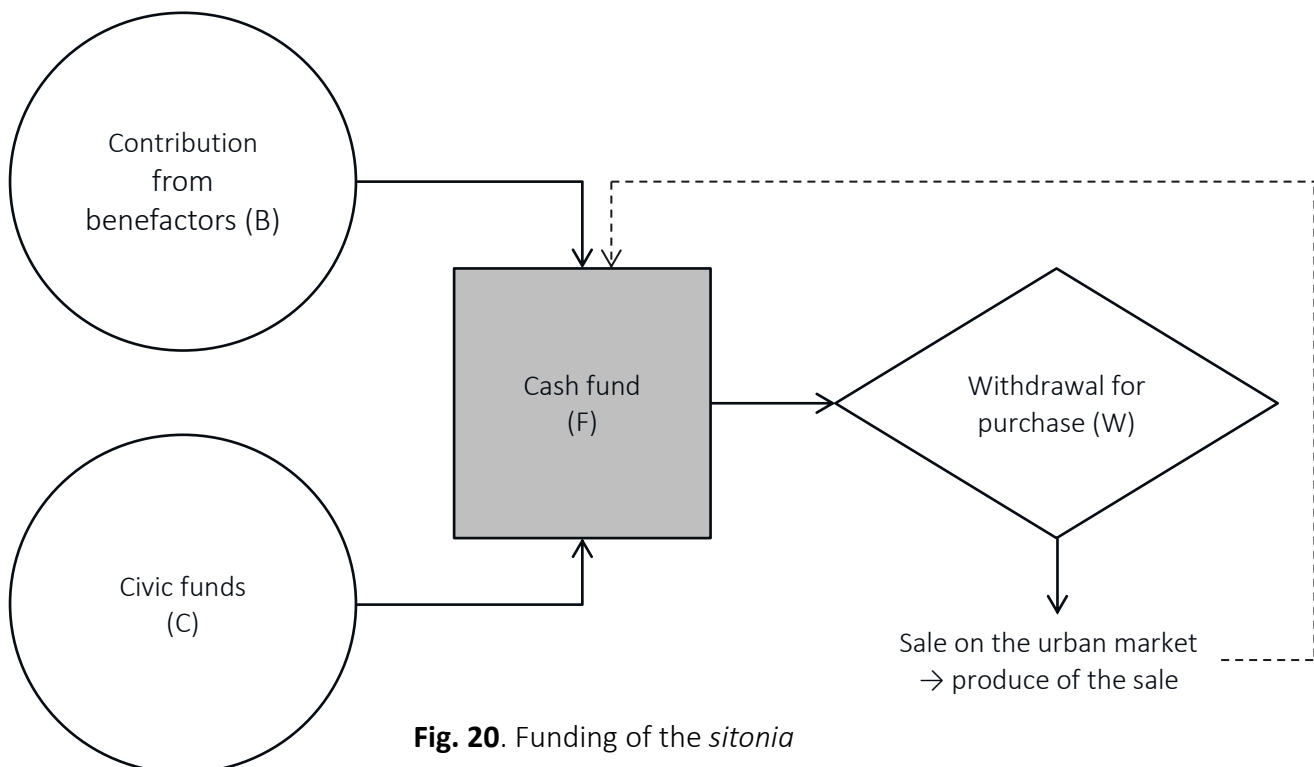 Contribution
from
benefactors (B)
Cash fund
(F)
Withdrawal for
purchase (W)
Civic funds
(C)
Sale on the urban market
→ produce of the sale
Fig. 20. Funding of the sitonia